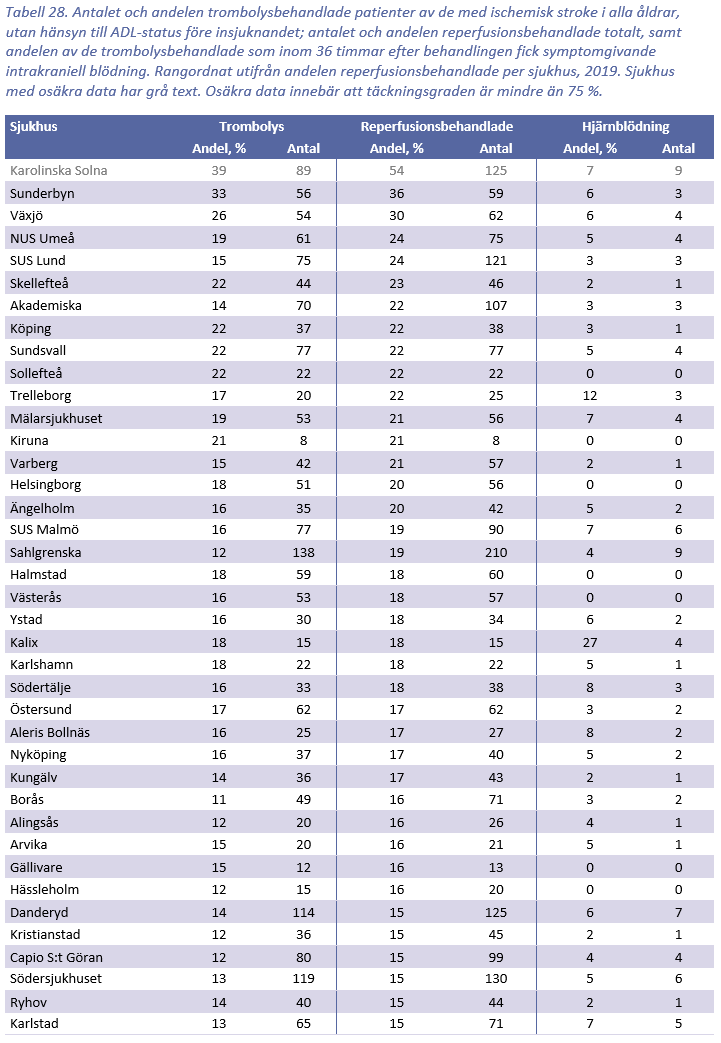 Tabell 28. Antalet och andelen trombolysbehandlade patienter av de med ischemisk stroke i alla åldrar,
utan hänsyn till ADL-status före insjuknandet; antalet och andelen reperfusionsbehandlade totalt, samt
andelen av de trombolysbehandlade som inom 36 timmar efter behandlingen fick symptomgivande
intrakraniell blödning. Rangordnat utifrån andelen reperfusionsbehandlade per sjukhus, 2019. Sjukhus
med osäkra data har grå text. Osäkra data innebär att täckningsgraden är mindre än 75 %.
Sjukhus Trombolys Reperfusionsbehandlade Hjärnblödning
Andel, % Antal Andel, % Antal Andel, % Antal
Karolinska Solna 39 89 54 125 7 9
Sunderbyn 33 56 36 59 6 3
Växjö 26 54 30 62 6 4
NUS Umeå 19 61 24 75 5 4
SUS Lund 15 75 24 121 3 3
Skellefteå 22 44 23 46 2 1
Akademiska 14 70 22 107 3 3
Köping 22 37 22 38 3 1
Sundsvall 22 77 22 77 5 4
Sollefteå 22 22 22 22 0 0
Trelleborg 17 20 22 25 12 3
Mälarsjukhuset 19 53 21 56 7 4
Kiruna 21 8 21 8 0 0
Varberg 15 42 21 57 2 1
Helsingborg 18 51 20 56 0 0
Ängelholm 16 35 20 42 5 2
SUS Malmö 16 77 19 90 7 6
Sahlgrenska 12 138 19 210 4 9
Halmstad 18 59 18 60 0 0
Västerås 16 53 18 57 0 0
Ystad 16 30 18 34 6 2
Kalix 18 15 18 15 27 4
Karlshamn 18 22 18 22 5 1
Södertälje 16 33 18 38 8 3
Östersund 17 62 17 62 3 2
Aleris Bollnäs 16 25 17 27 8 2
Nyköping 16 37 17 40 5 2
Kungälv 14 36 17 43 2 1
Borås 11 49 16 71 3 2
Alingsås 12 20 16 26 4 1
Arvika 15 20 16 21 5 1
Gällivare 15 12 16 13 0 0
Hässleholm 12 15 16 20 0 0
Danderyd 14 114 15 125 6 7
Kristianstad 12 36 15 45 2 1
Capio S:t Göran 12 80 15 99 4 4
Södersjukhuset 13 119 15 130 5 6
Ryhov 14 40 15 44 2 1
Karlstad 13 65 15 71 7 5